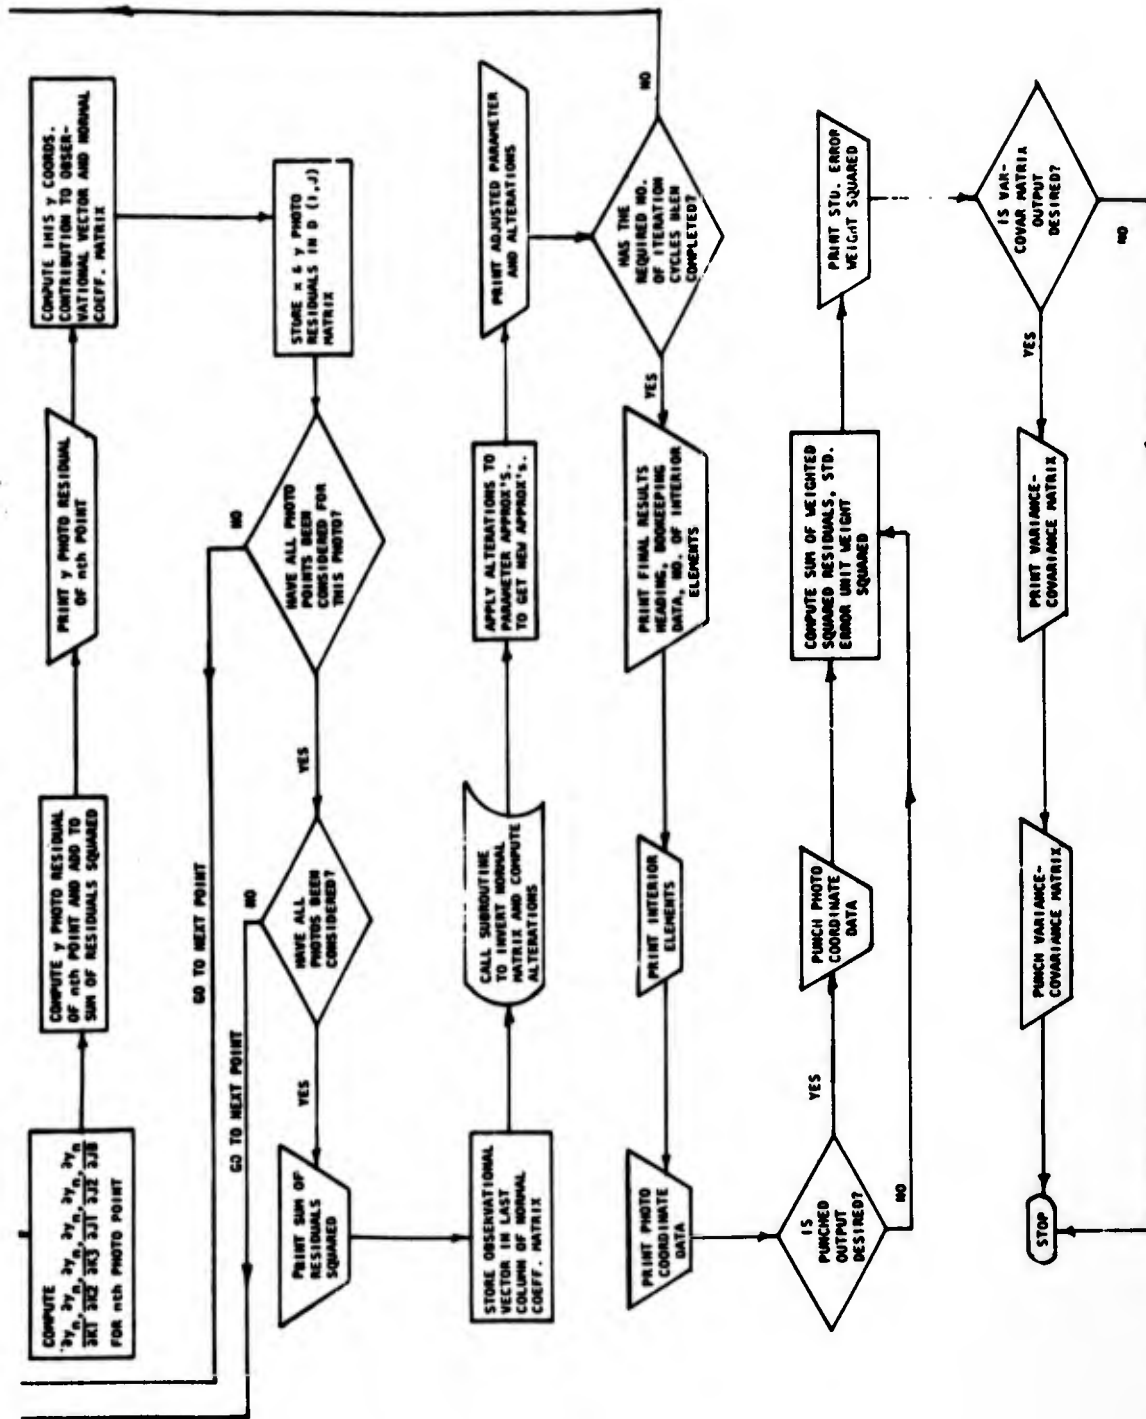 COMPUTE
∂yn, ∂yn, ∂yn, ∂yn, ∂yn, ∂yn
∂K1 ∂K2 ∂K3 ∂J1 ∂J2 ∂J0
FOR nth PHOTO POINT
COMPUTE y PHOTO RESIDUAL
OF nth POINT AND ADD TO
SUM OF RESIDUALS SQUARED
PRINT y PHOTO RESIDUAL
OF nth POINT
COMPUTE THIS y COORDS.
CONTRIBUTION TO OBSER-
VATIONAL VECTOR AND NORMAL
COEFF. MATRIX
STORE x & y PHOTO
RESIDUALS IN D (I,J)
MATRIX
HAVE ALL PHOTO
POINTS BEEN
CONSIDERED FOR
THIS PHOTO?
NO
GO TO NEXT POINT
YES
HAVE ALL
PHOTOS BEEN
CONSIDERED?
NO
GO TO NEXT POINT
YES
PRINT SUM OF
RESIDUALS
SQUARED
STORE OBSERVATIONAL
VECTOR IN LAST
COLUMN OF NORMAL
COEFF. MATRIX
CALL SUBROUTINE
TO INVERT NORMAL
MATRIX AND COMPUTE
ALTERATIONS
APPLY ALTERATIONS TO
PARAMETER APPROX'S.
TO GET NEW APPROX's.
PRINT ADJUSTED PARAMETER
AND ALTERATIONS
HAS THE
REQUIRED NO.
OF ITERATION
CYCLES BEEN
COMPLETED?
NO
YES
PRINT FINAL RESULTS
HEADING, BOOKEEPING
DATA, NO. OF INTERIOR
ELEMENTS
PRINT INTERIOR
ELEMENTS
PRINT PHOTO
COORDINATE
DATA
IS
PUNCHED
OUTPUT
DESIRED?
YES
NO
PUNCH PHOTO
COORDINATE
DATA
COMPUTE SUM OF WEIGHTED
SQUARED RESIDUALS, STD.
ERROR UNIT WEIGHT
SQUARED
PRINT STD. ERROR
WEIGHT SQUARED
IS VAR-
COVAR MATRIX
OUTPUT
DESIRED?
NO
YES
PRINT VARIANCE-
COVARIANCE MATRIX
PUNCH VARIANCE-
COVARIANCE MATRIX
STOP